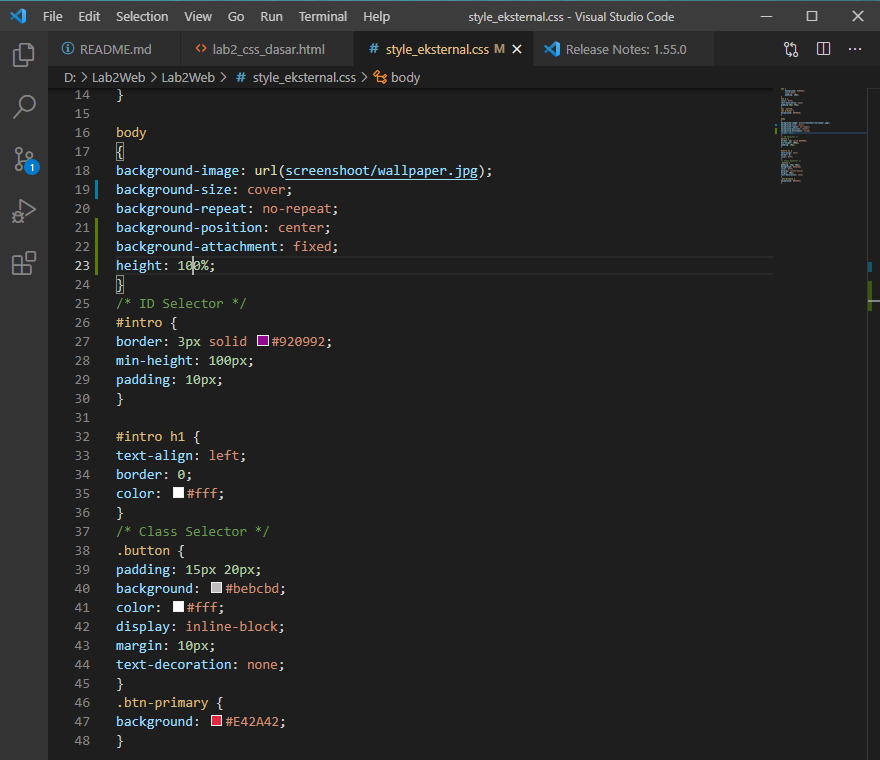 File Edit Selection View Go Run Terminal Help style_eksternal.css - Visual Studio Code
README.md lab2_css_dasar.html # style_eksternal.css M Release Notes: 1.55.0
D: > Lab2Web > Lab2Web > # style_eksternal.css > body
14 }
15
16 body
17 {
18 background-image: url(screenshoot/wallpaper.jpg);
19 background-size: cover;
20 background-repeat: no-repeat;
21 background-position: center;
22 background-attachment: fixed;
23 height: 100%;
24 }
25 /* ID Selector */
26 #intro {
27 border: 3px solid #920992;
28 min-height: 100px;
29 padding: 10px;
30 }
31
32 #intro h1 {
33 text-align: left;
34 border: 0;
35 color: #fff;
36 }
37 /* Class Selector */
38 .button {
39 padding: 15px 20px;
40 background: #bebcbd;
41 color: #fff;
42 display: inline-block;
43 margin: 10px;
44 text-decoration: none;
45 }
46 .btn-primary {
47 background: #E42A42;
48 }
1